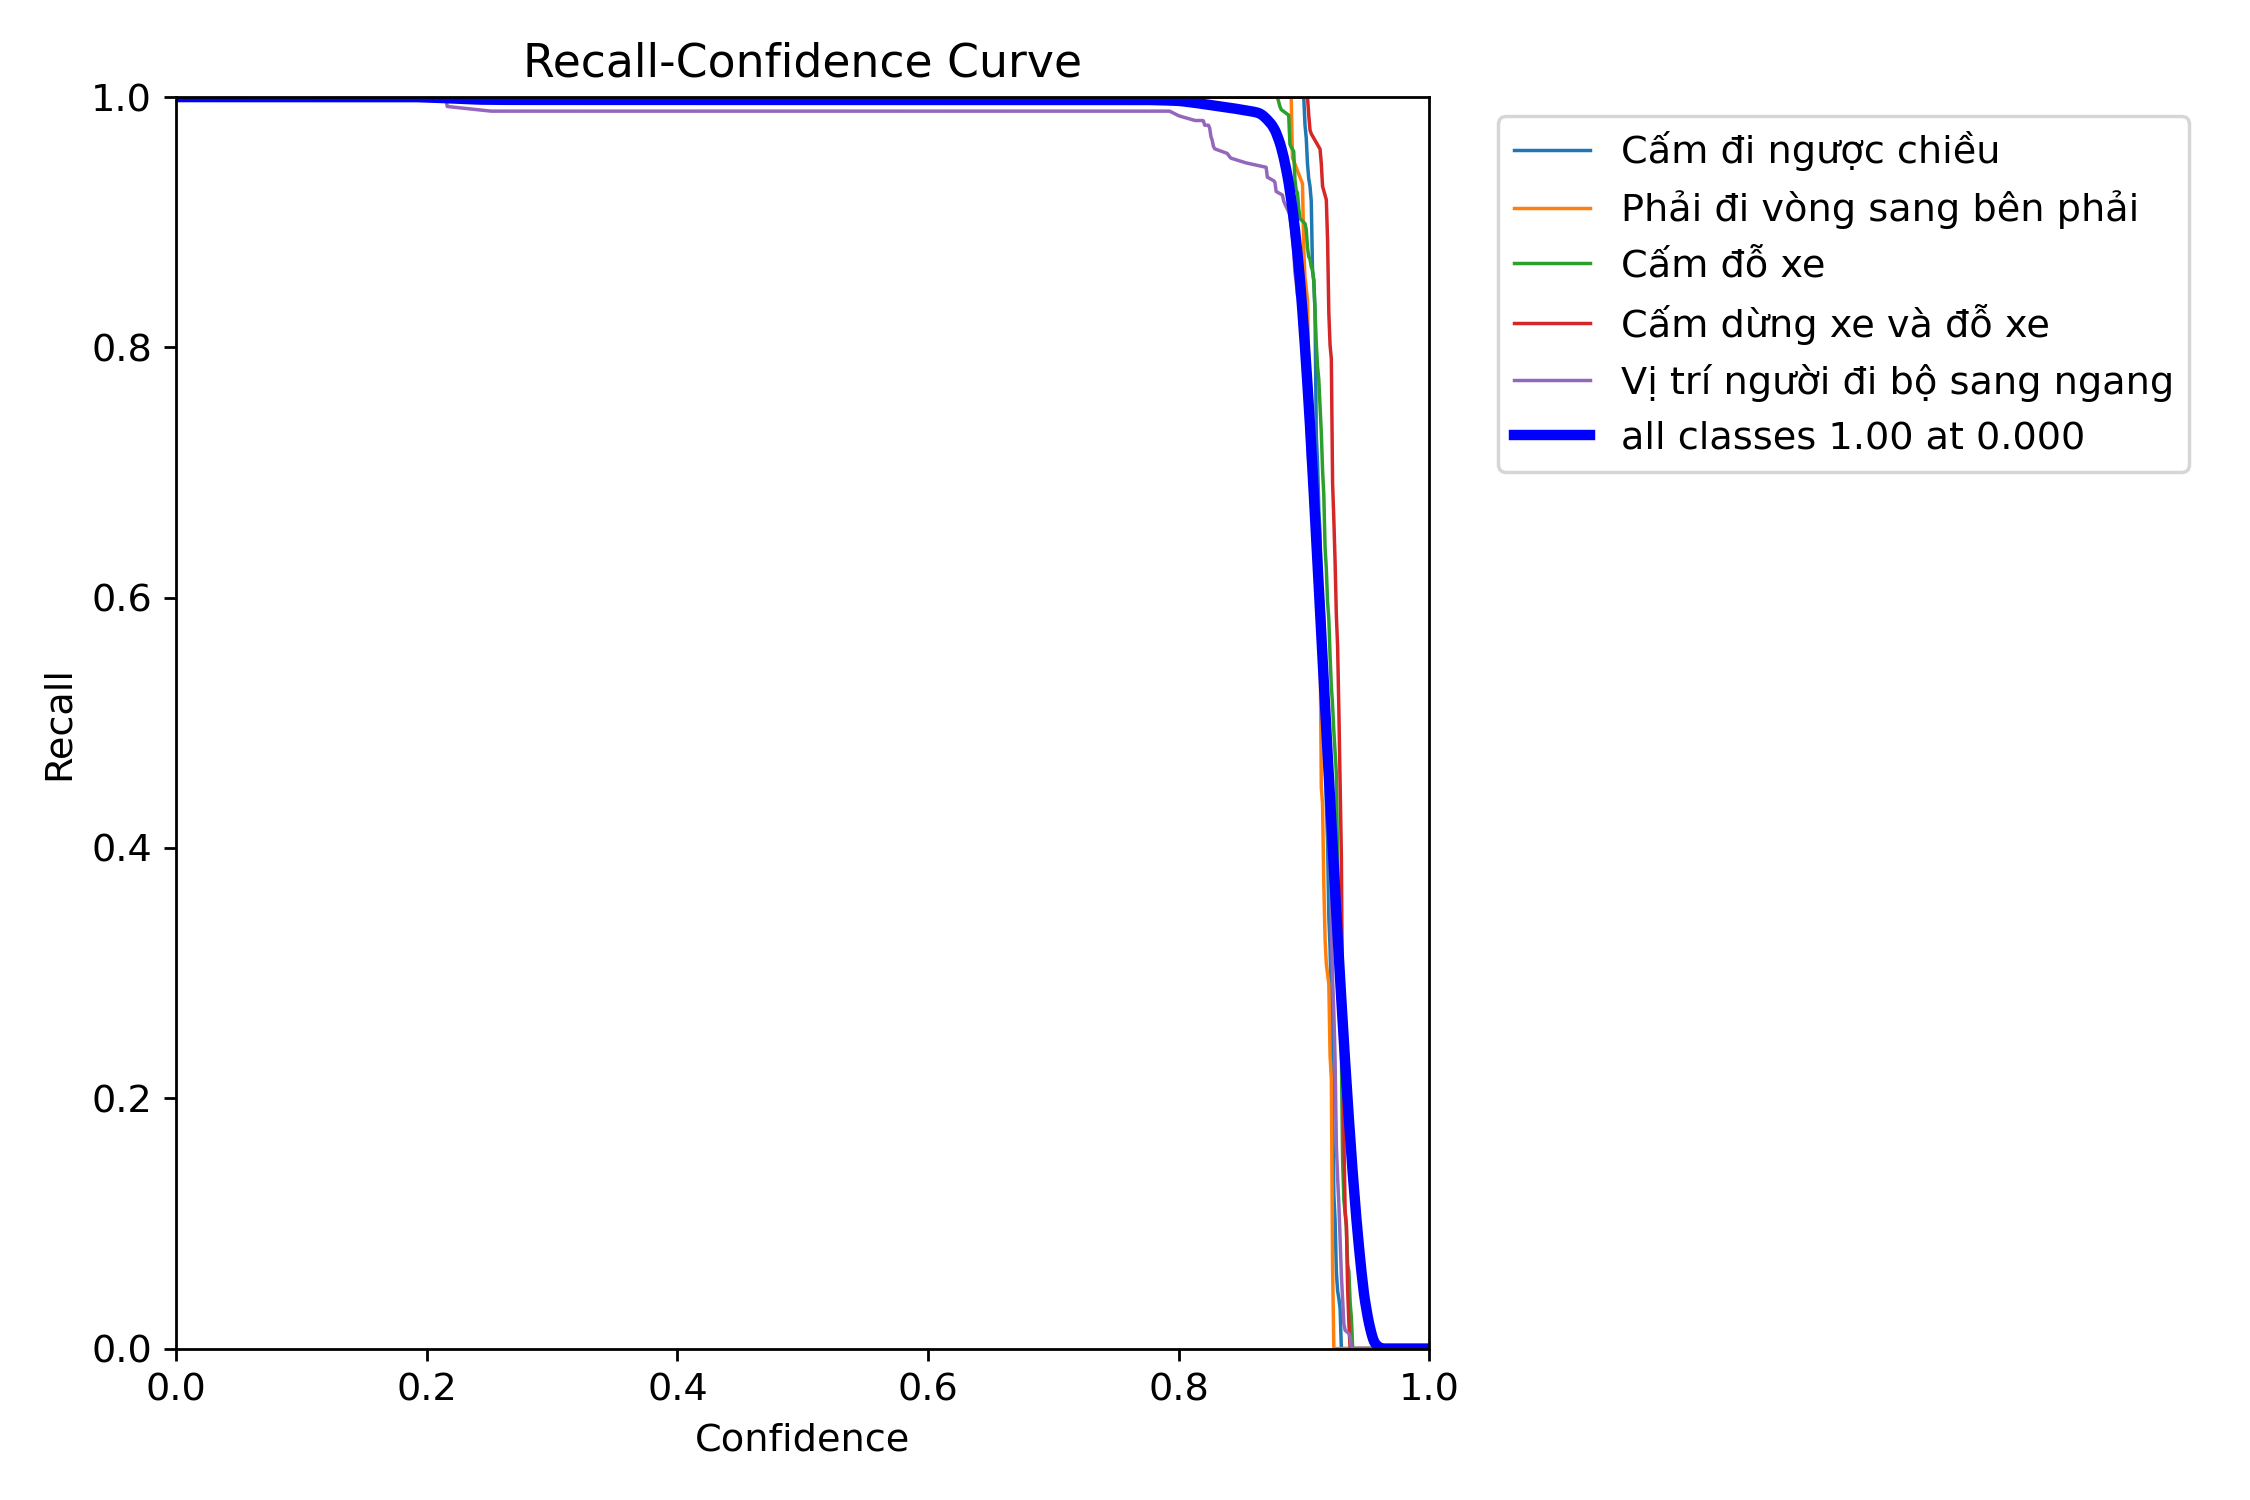 Recall-Confidence Curve
1.0
0.8
0.6
0.4
0.2
0.0
Recall
0.0 0.2 0.4 0.6 0.8 1.0
Confidence
Cấm đi ngược chiều
Phải đi vòng sang bên phải
Cấm đỗ xe
Cấm dừng xe và đỗ xe
Vị trí người đi bộ sang ngang
all classes 1.00 at 0.000